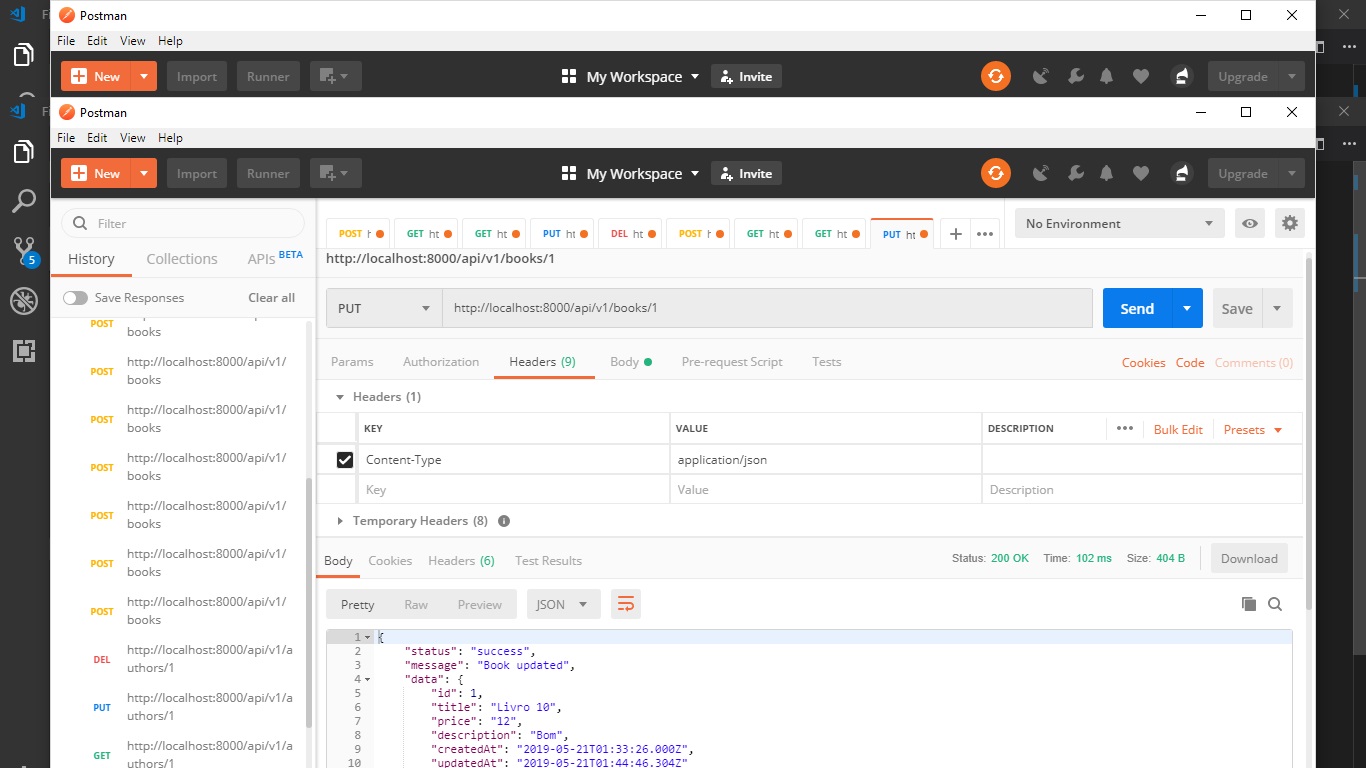 Fi Postman
File Edit View Help
New Import Runner My Workspace Invite Upgrade
Fi Postman
File Edit View Help
New Import Runner My Workspace Invite Upgrade
Filter
History Collections APIs BETA
Save Responses Clear all
POST
books
POST http://localhost:8000/api/v1/
books
POST http://localhost:8000/api/v1/
books
POST http://localhost:8000/api/v1/
books
POST http://localhost:8000/api/v1/
books
POST http://localhost:8000/api/v1/
books
POST http://localhost:8000/api/v1/
books
DEL http://localhost:8000/api/v1/a
uthors/1
PUT http://localhost:8000/api/v1/a
uthors/1
GET http://localhost:8000/api/v1/a
uthors/1
5
POST h GET ht GET ht PUT ht DEL ht POST h GET ht GET ht PUT ht No Environment
http://localhost:8000/api/v1/books/1
PUT http://localhost:8000/api/v1/books/1 Send Save
Params Authorization Headers (9) Body Pre-request Script Tests Cookies Code Comments (0)
Headers (1)
KEY VALUE DESCRIPTION Bulk Edit Presets
Content-Type application/json
Key Value Description
Temporary Headers (8)
Body Cookies Headers (6) Test Results Status: 200 OK Time: 102 ms Size: 404 B Download
Pretty Raw Preview JSON
1 {
2 "status": "success",
3 "message": "Book updated",
4 "data": {
5 "id": 1,
6 "title": "Livro 10",
7 "price": "12",
8 "description": "Bom",
9 "createdAt": "2019-05-21T01:33:26.000Z",
10 "updatedAt": "2019-05-21T01:44:46.304Z"